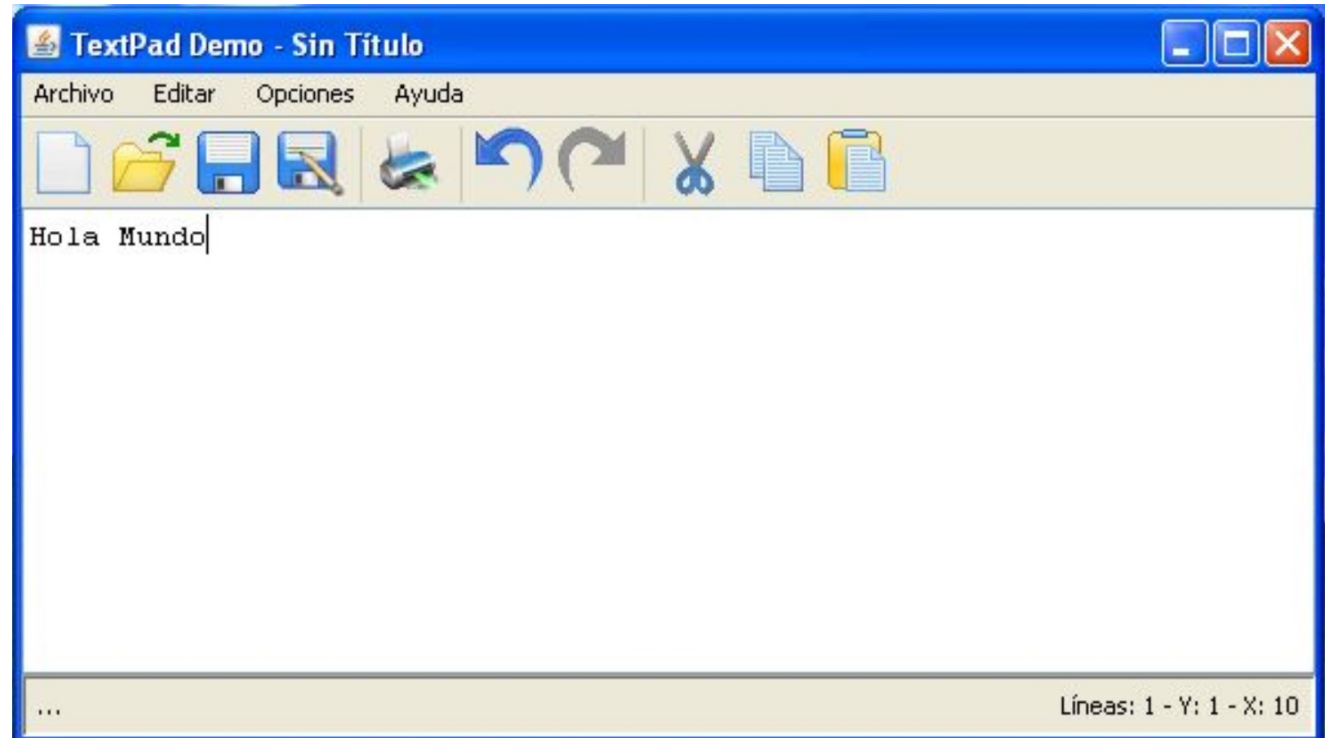 TextPad Demo - Sin Título
Archivo Editar Opciones Ayuda
Hola Mundo
... Líneas: 1 - Y: 1 - X: 10